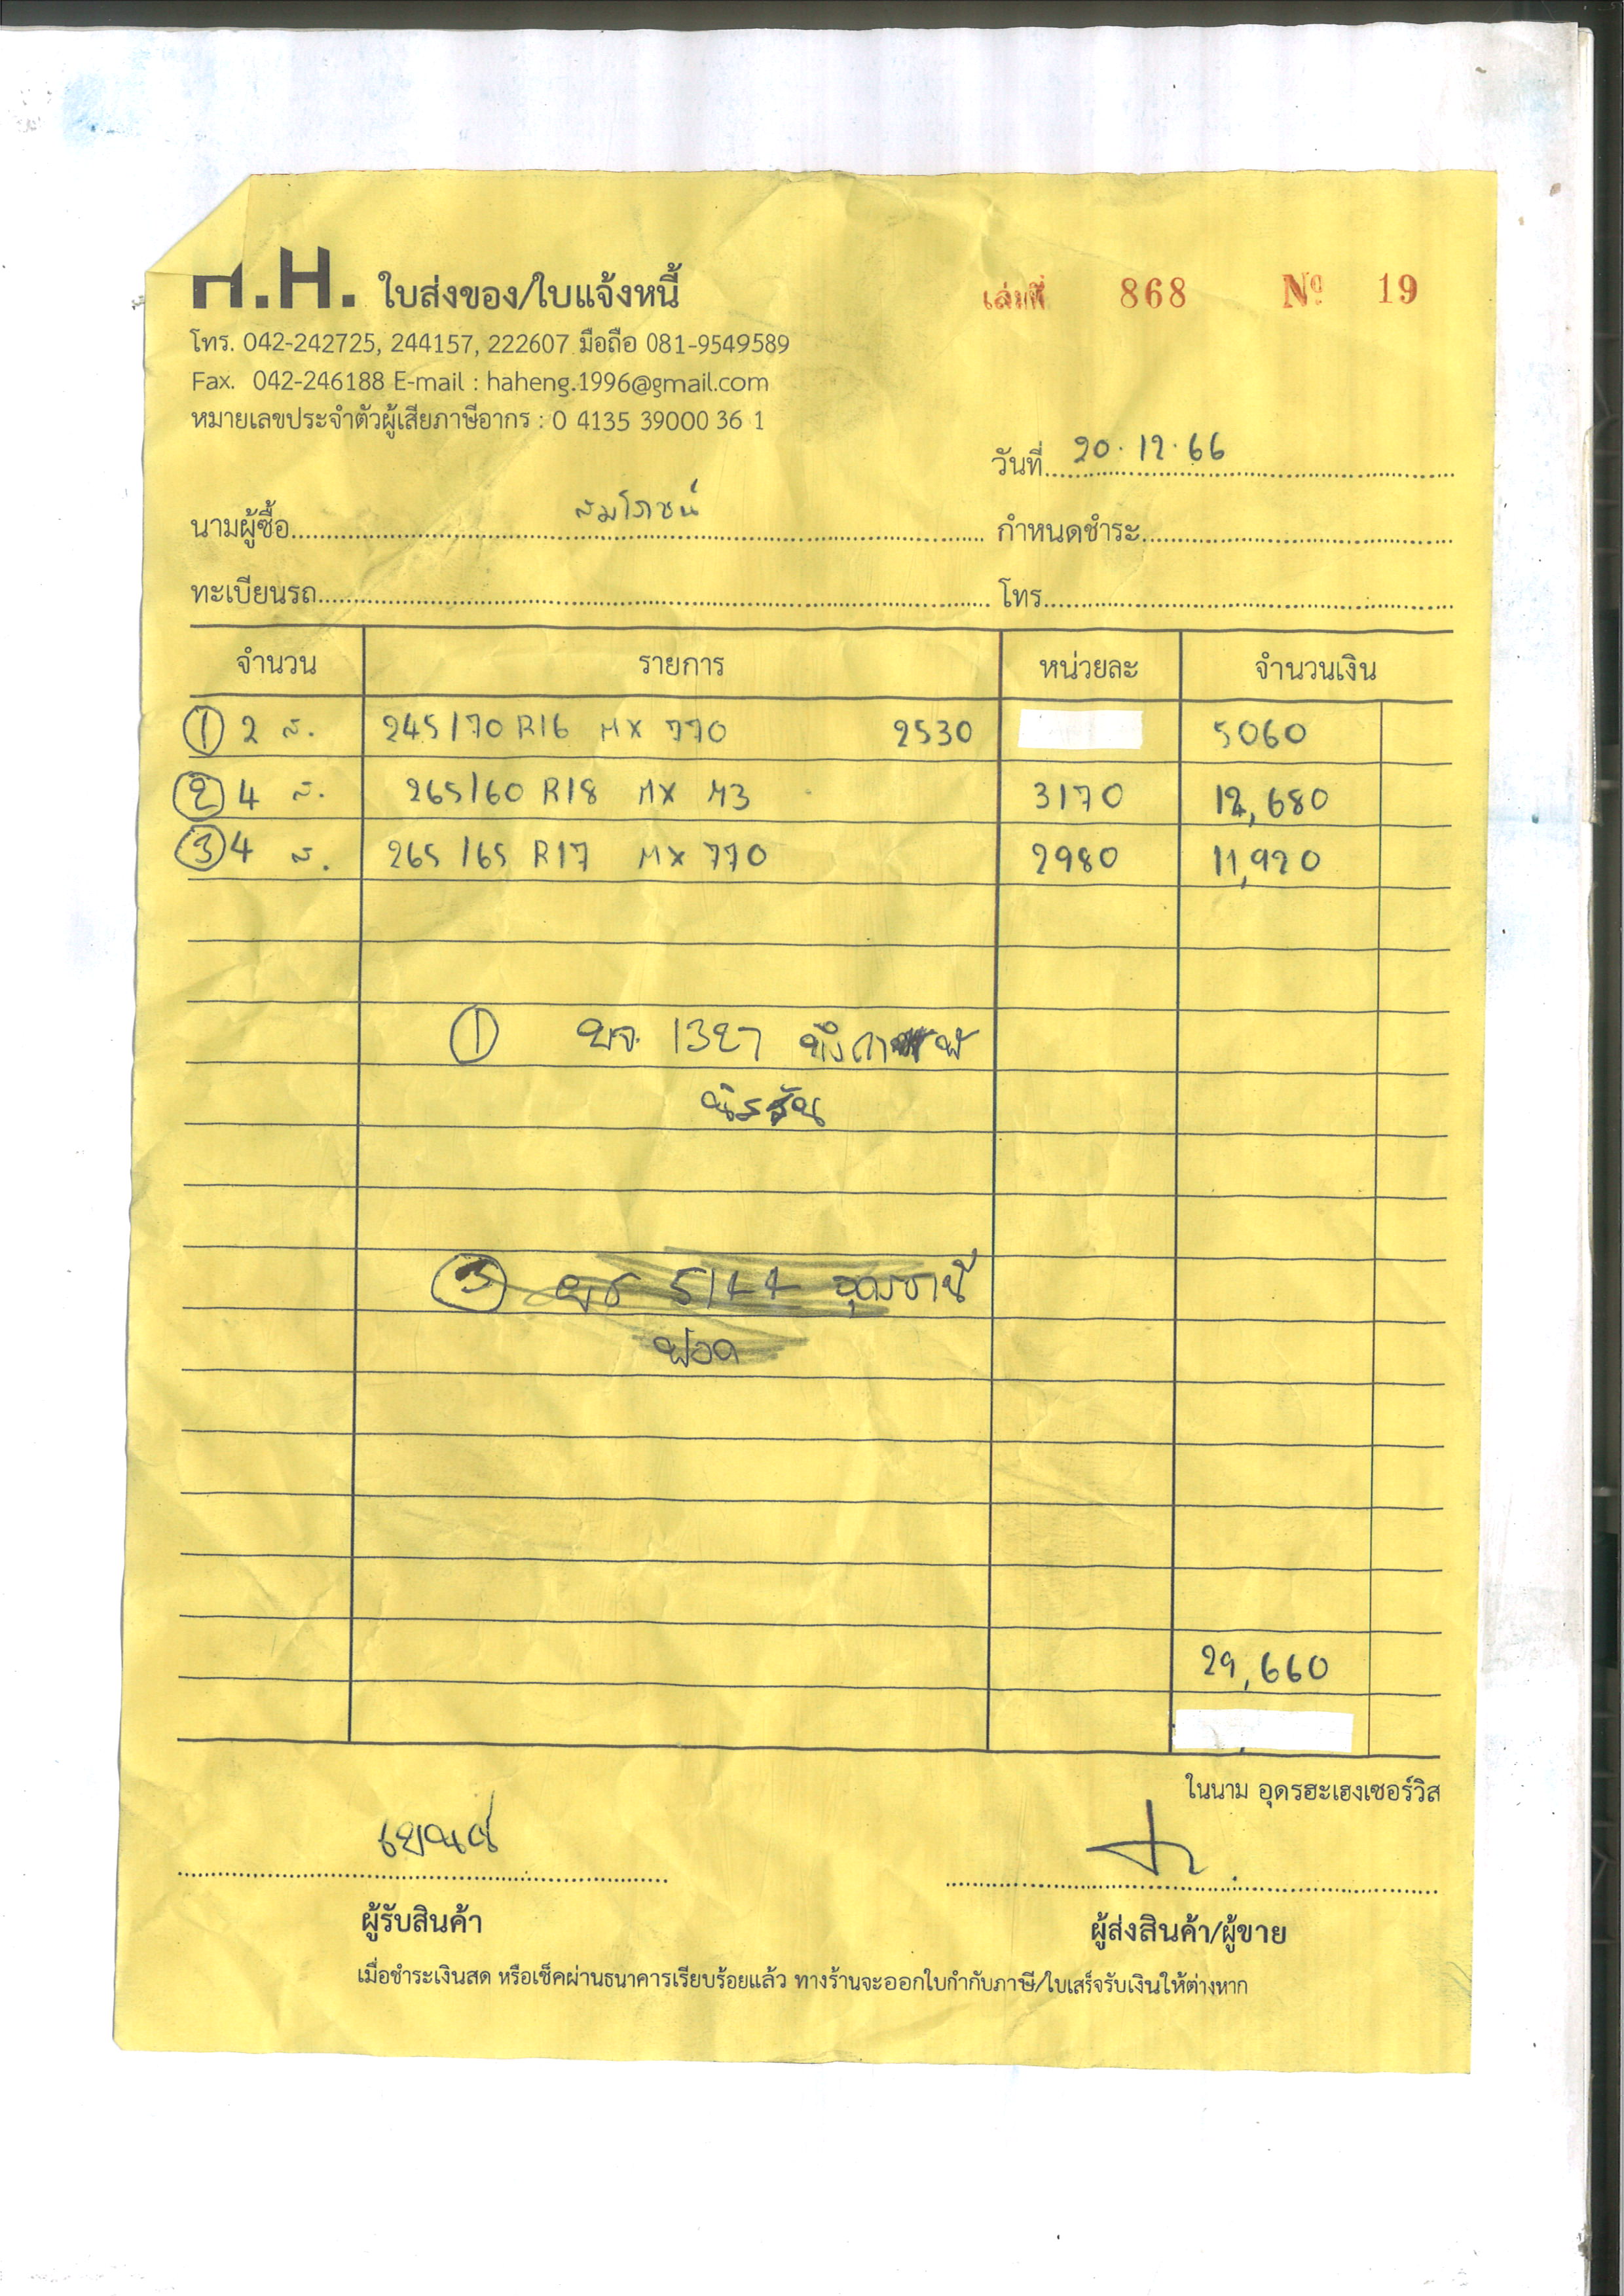 H.H. ใบส่งของ/ใบแจ้งหนี้ เล่มที่ 868 Nº 19
โทร. 042-242725, 244157, 222607 มือถือ 081-9549589
Fax. 042-246188 E-mail : haheng.1996@gmail.com
หมายเลขประจำตัวผู้เสียภาษีอากร : 0 4135 39000 36 1
วันที่ 20.12.66
นามผู้ซื้อ สมโภชน์ กำหนดชำระ
ทะเบียนรถ โทร
จำนวน รายการ หน่วยละ จำนวนเงิน
① 2 ส. 245/70 R16 MX 770 2530 5060
② 4 ส. 265/60 R18 MX M3 3170 12,680
③ 4 ส. 265/65 R17 MX 770 2980 11,920
① 1327
③ 5144 อุดรธานี
29,660
ในนาม อุดรฮะเฮงเซอร์วิส
ผู้รับสินค้า ผู้ส่งสินค้า/ผู้ขาย
เมื่อชำระเงินสด หรือเช็คผ่านธนาคารเรียบร้อยแล้ว ทางร้านจะออกใบกำกับภาษี/ใบเสร็จรับเงินให้ต่างหาก